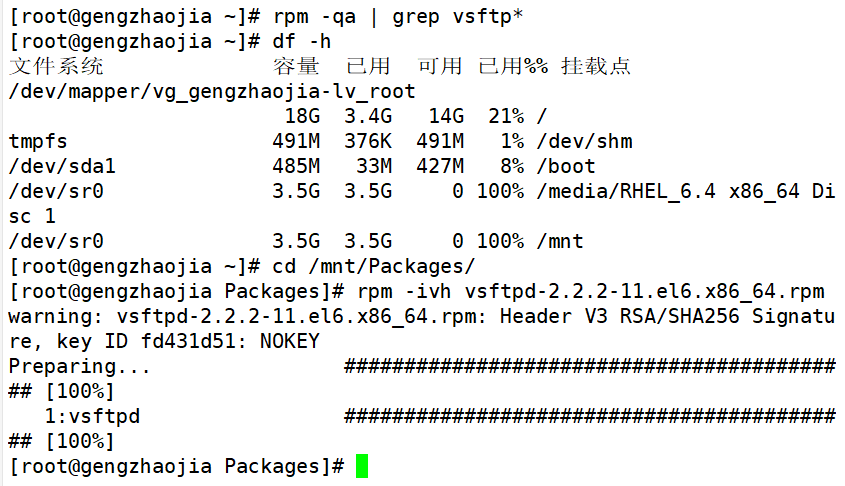 [root@gengzhaojia ~]# rpm -qa | grep vsftp*
[root@gengzhaojia ~]# df -h
文件系统 容量 已用 可用 已用%% 挂载点
/dev/mapper/vg_gengzhaojia-lv_root
18G 3.4G 14G 21% /
tmpfs 491M 376K 491M 1% /dev/shm
/dev/sda1 485M 33M 427M 8% /boot
/dev/sr0 3.5G 3.5G 0 100% /media/RHEL_6.4 x86_64 Di
sc 1
/dev/sr0 3.5G 3.5G 0 100% /mnt
[root@gengzhaojia ~]# cd /mnt/Packages/
[root@gengzhaojia Packages]# rpm -ivh vsftpd-2.2.2-11.el6.x86_64.rpm
warning: vsftpd-2.2.2-11.el6.x86_64.rpm: Header V3 RSA/SHA256 Signatu
re, key ID fd431d51: NOKEY
Preparing... #########################################
## [100%]
1:vsftpd #########################################
## [100%]
[root@gengzhaojia Packages]#